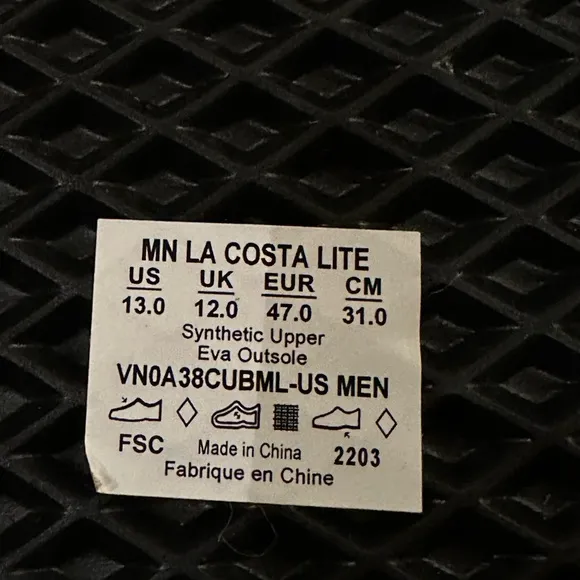 MN LA COSTA LITE
US UK EUR CM
13.0 12.0 47.0 31.0
Synthetic Upper
Eva Outsole
VN0A38CUBML-US MEN
FSC Made in China 2203
Fabrique en Chine